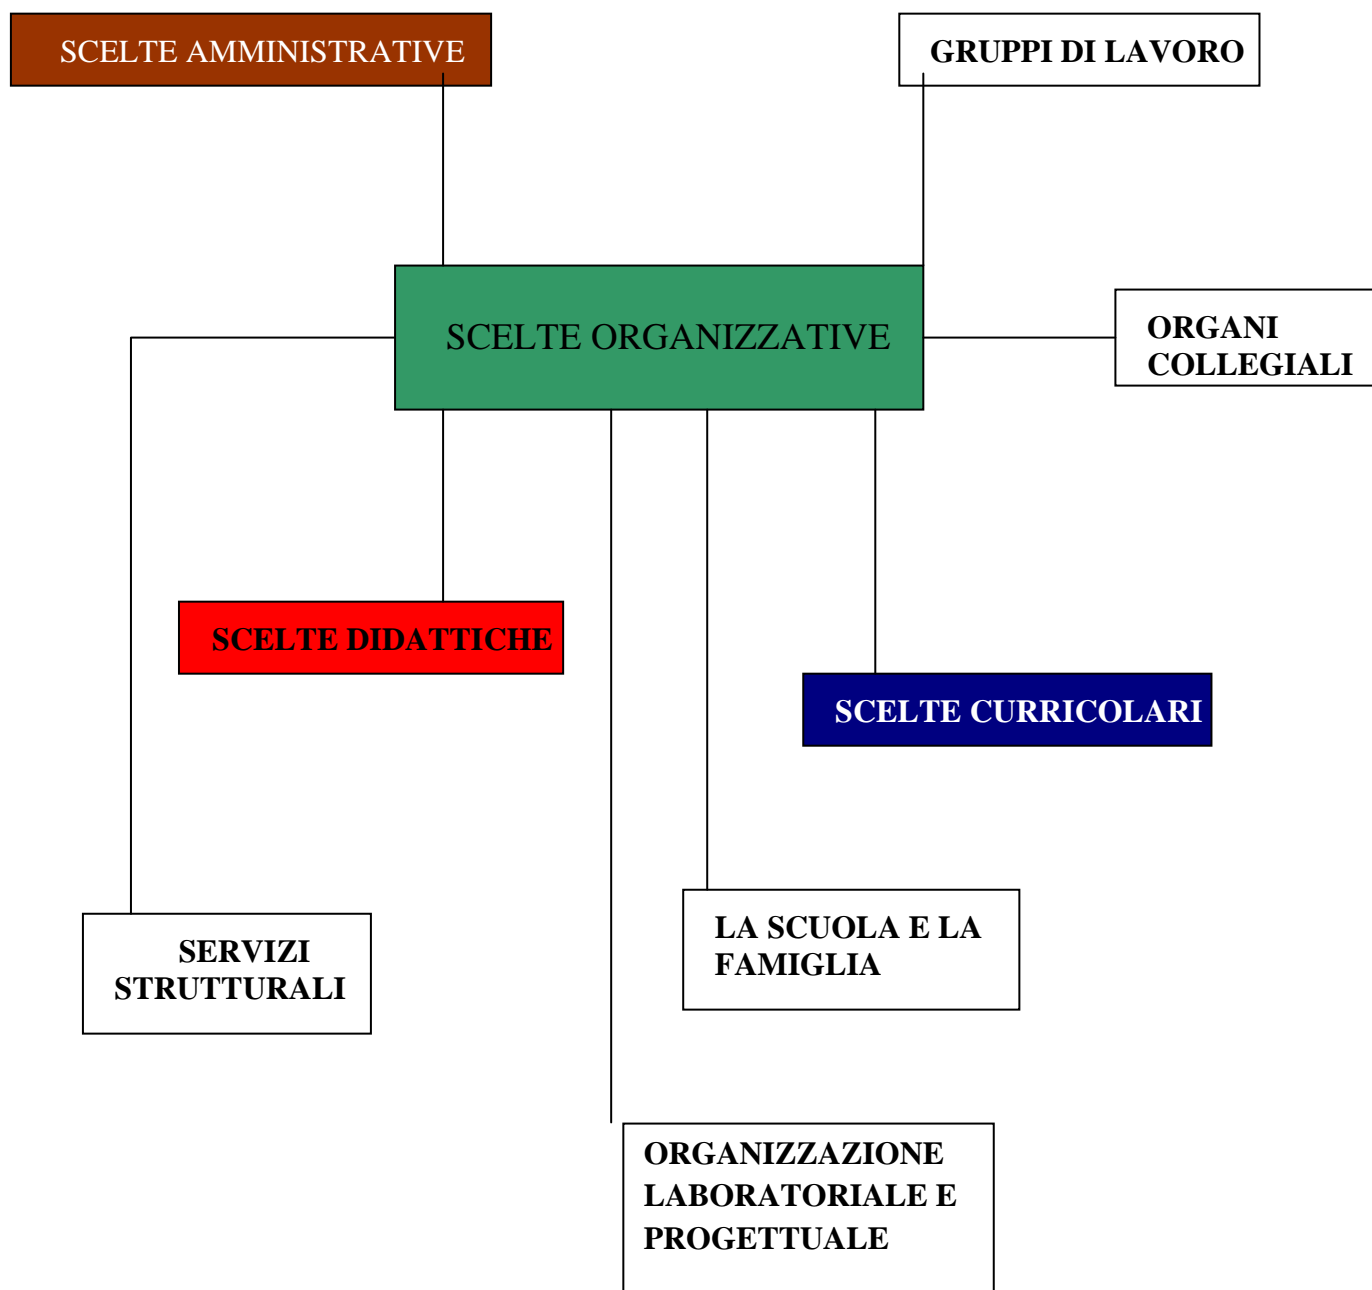 SCELTE AMMINISTRATIVE
GRUPPI DI LAVORO
SCELTE ORGANIZZATIVE
ORGANI
COLLEGIALI
SCELTE DIDATTICHE
SCELTE CURRICOLARI
SERVIZI
STRUTTURALI
LA SCUOLA E LA
FAMIGLIA
ORGANIZZAZIONE
LABORATORIALE E
PROGETTUALE